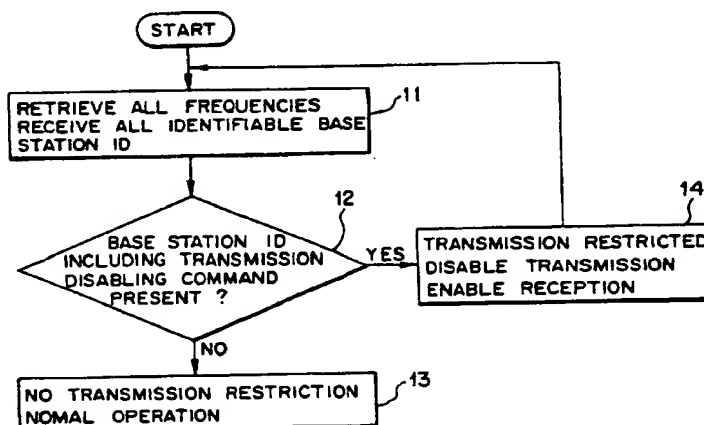 START
RETRIEVE ALL FREQUENCIES
RECEIVE ALL IDENTIFIABLE BASE
STATION ID
11
BASE STATION ID
INCLUDING TRANSMISSION
DISABLING COMMAND
PRESENT ?
12
YES
TRANSMISSION RESTRICTED
DISABLE TRANSMISSION
ENABLE RECEPTION
14
NO
NO TRANSMISSION RESTRICTION
NOMAL OPERATION
13